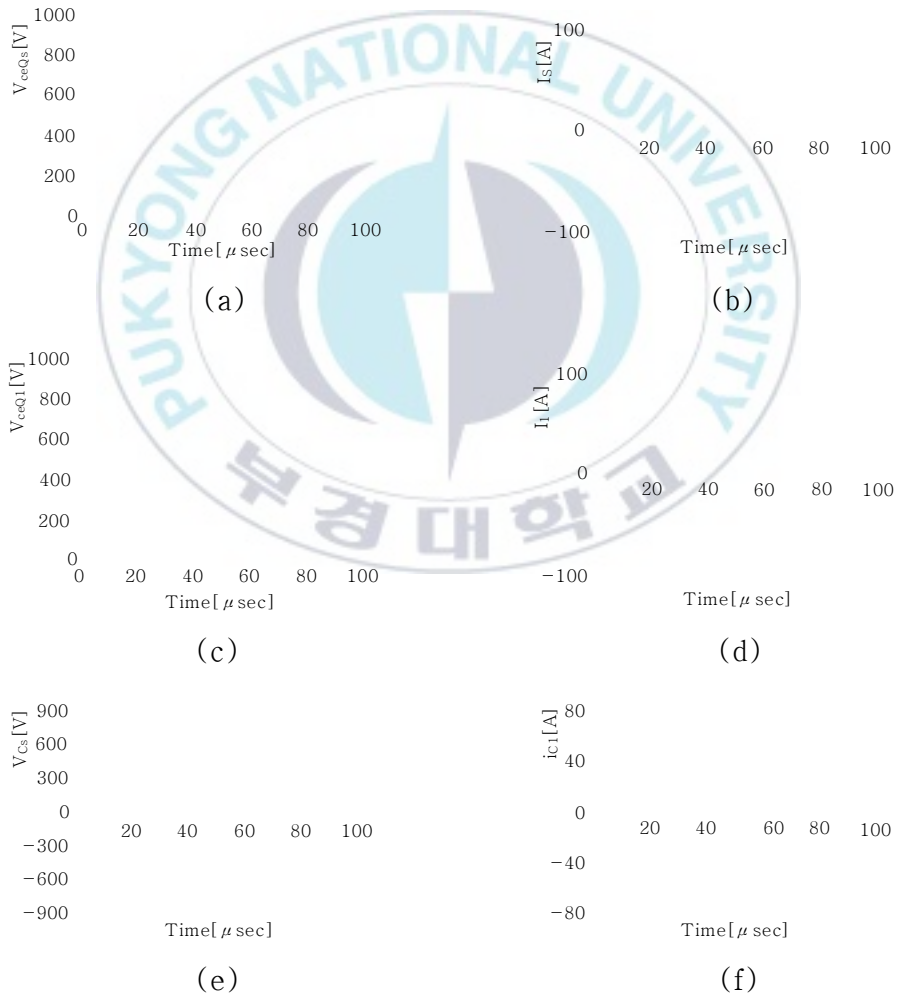 1000
V_ceQs[V]
800
600
400
200
0
0 20 40 60 80 100
Time[μsec]
(a)
100
I_S[A]
0
20 40 60 80 100
-100
Time[μsec]
(b)
1000
V_ceQ1[V]
800
600
400
200
0
0 20 40 60 80 100
Time[μsec]
(c)
100
I_1[A]
0
20 40 60 80 100
-100
Time[μsec]
(d)
900
V_Cs[V]
600
300
0
20 40 60 80 100
-300
-600
-900
Time[μsec]
(e)
80
i_C1[A]
40
0
20 40 60 80 100
-40
-80
Time[μsec]
(f)
PUKYONG NATIONAL UNIVERSITY
부경대학교